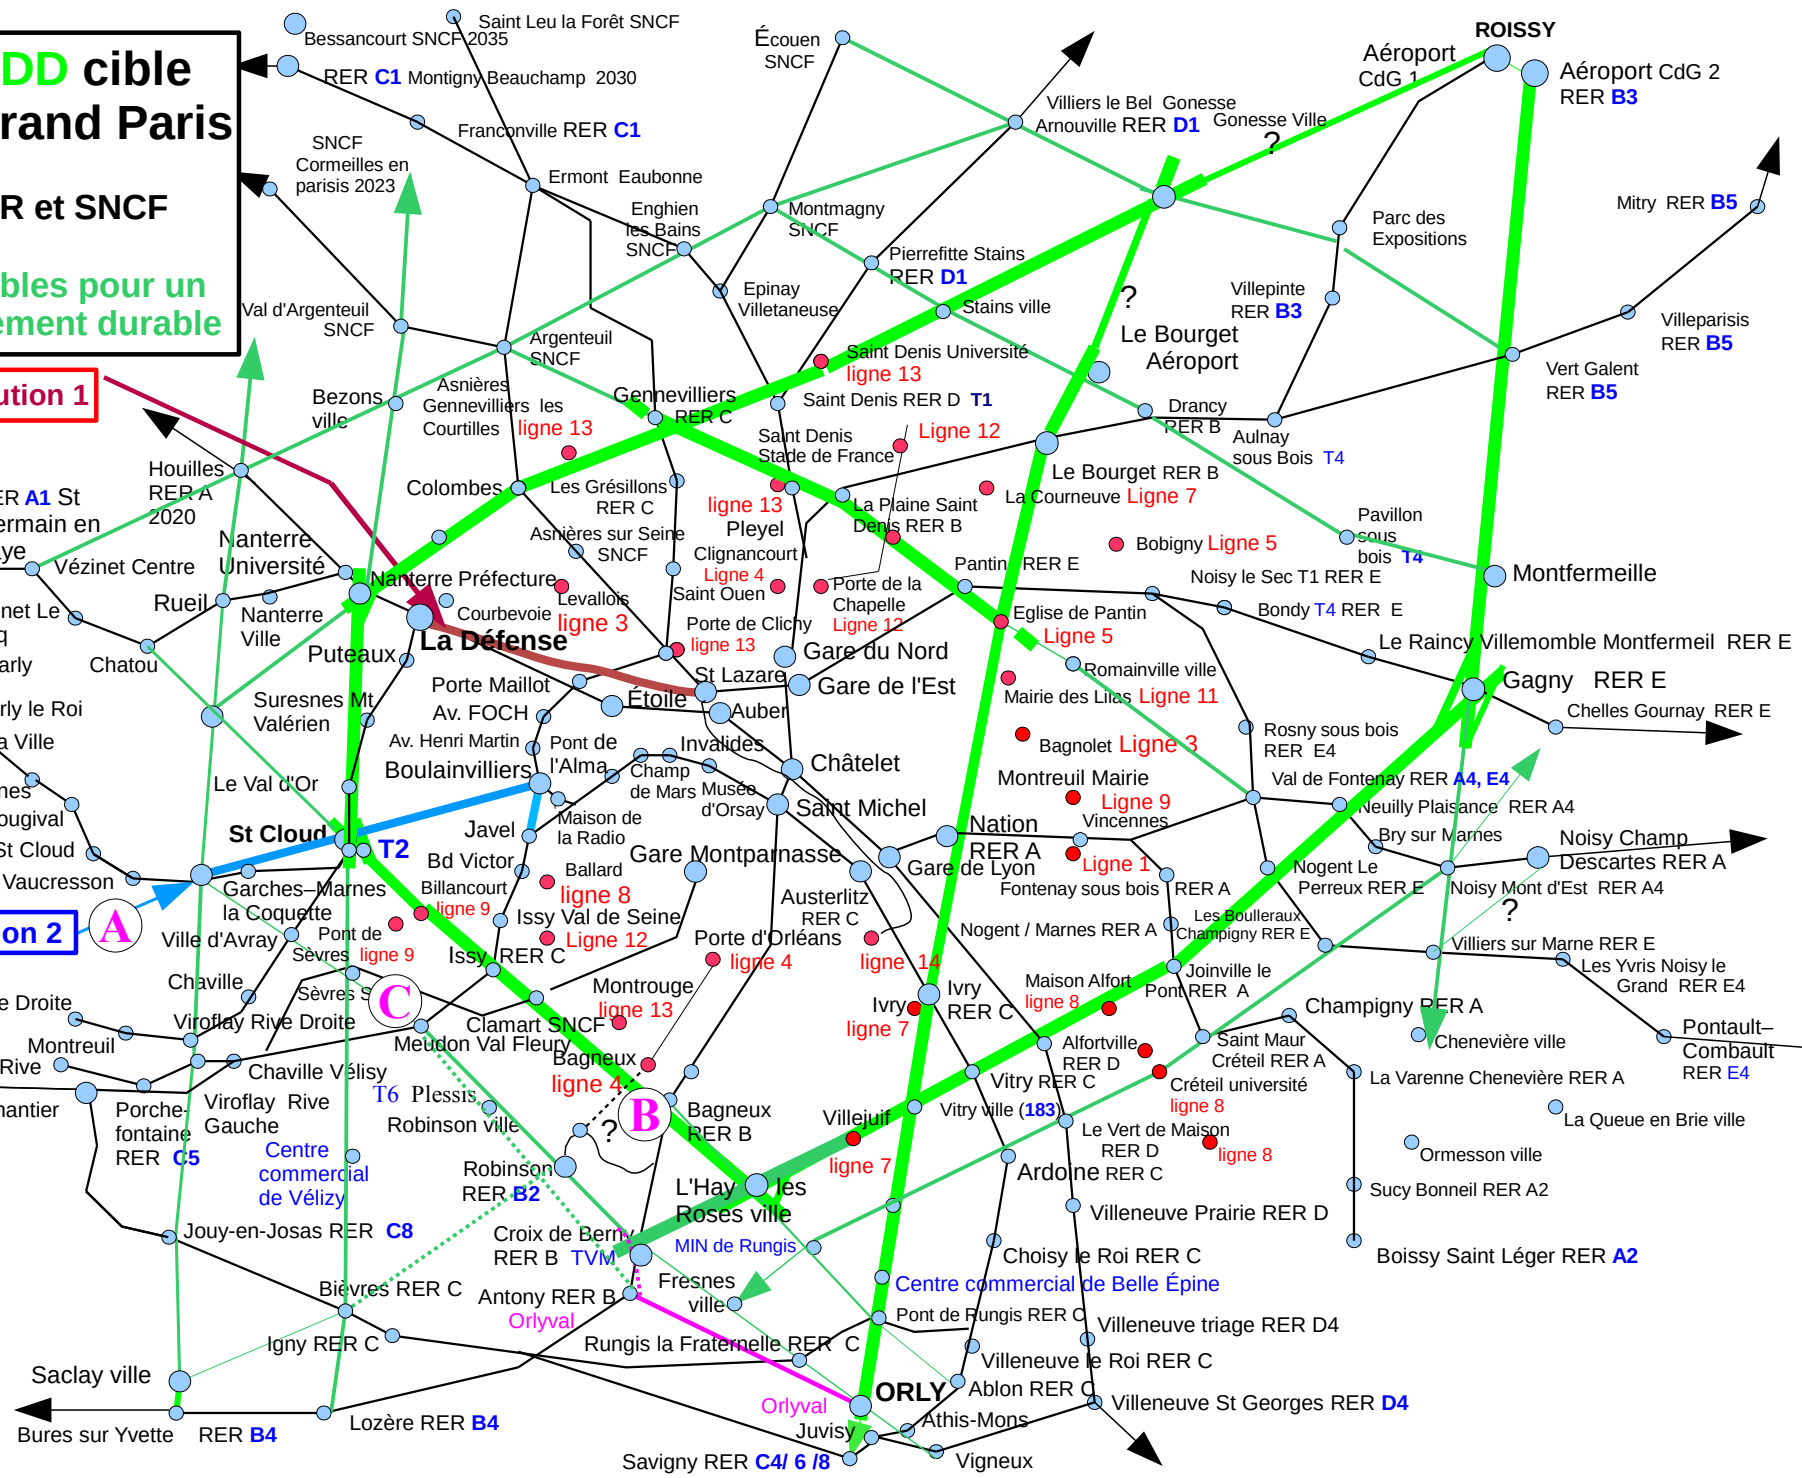 DD cible
rand Paris
R et SNCF
bles pour un
ement durable
ution 1
on 2
Bessancourt SNCF 2035
Saint Leu la Forêt SNCF
RER C1 Montigny Beauchamp 2030
Franconville RER C1
SNCF
Cormeilles en
parisis 2023
Ermont Eaubonne
Enghien
les Bains
SNCF
Écouen
SNCF
Villiers le Bel Gonesse
Arnouville RER D1
Gonesse Ville
?
Aéroport
CdG 1
ROISSY
Aéroport CdG 2
RER B3
Mitry RER B5
Parc des
Expositions
Montmagny
SNCF
Pierrefitte Stains
RER D1
Epinay
Villetaneuse
Stains ville
?
Villepinte
RER B3
Villeparisis
RER B5
Le Bourget
Aéroport
Vert Galent
RER B5
Val d'Argenteuil
SNCF
Argenteuil
SNCF
Saint Denis Université
ligne 13
Bezons
ville
Asnières
Gennevilliers les
Courtilles ligne 13
Gennevilliers
RER C
Saint Denis RER D T1
Drancy
RER B
Aulnay
sous Bois T4
Saint Denis
Stade de France
Ligne 12
Houilles
RER A
2020
Le Bourget RER B
La Courneuve Ligne 7
ER A1 St
ermain en
aye
Colombes
Les Grésillons
RER C
ligne 13
Pleyel
La Plaine Saint
Denis RER B
Pavillon
sous
bois T4
Nanterre
Université
Asnières sur Seine
SNCF
Clignancourt
Ligne 4
Saint Ouen
Bobigny Ligne 5
Vézinet Centre
Nanterre Préfecture
Pantin RER E
Noisy le Sec T1 RER E
Montfermeille
Rueil
Nanterre
Ville
Courbevoie
Levallois
ligne 3
Porte de la
Chapelle
Ligne 12
Bondy T4 RER E
net Le
q
arly
Chatou
Puteaux
La Défense
Porte de Clichy
ligne 13
Eglise de Pantin
Ligne 5
Le Raincy Villemomble Montfermeil RER E
Gare du Nord
St Lazare
Gare de l'Est
Romainville ville
Gagny RER E
Porte Maillot
Étoile
Auber
Mairie des Lilas Ligne 11
Chelles Gournay RER E
rly le Roi
Suresnes Mt
Valérien
Av. FOCH
Av. Henri Martin
Pont de
l'Alma
Invalides
Bagnolet Ligne 3
Rosny sous bois
RER E4
a Ville
Le Val d'Or
Boulainvilliers
Champ
de Mars
Musée
d'Orsay
Châtelet
Montreuil Mairie
Ligne 9
Val de Fontenay RER A4, E4
nes
ougival
Maison de
la Radio
Saint Michel
Vincennes
Neuilly Plaisance RER A4
St Cloud
St Cloud
T2
Javel
Gare Montparnasse
Nation
RER A
Bry sur Marnes
Noisy Champ
Descartes RER A
Vaucresson
Garches–Marnes
la Coquette
Bd Victor
Ballard
ligne 8
Gare de Lyon
Ligne 1
Nogent Le
Perreux RER E
Noisy Mont d'Est RER A4
A
Billancourt
ligne 9
Austerlitz
RER C
Fontenay sous bois RER A
?
Ville d'Avray
Pont de
Sèvres ligne 9
Issy Val de Seine
Ligne 12
Porte d'Orléans
ligne 4
Nogent / Marnes RER A
Les Boulleraux
Champigny RER E
Villiers sur Marne RER E
Issy RER C
ligne 14
Les Yvris Noisy le
Grand RER E4
Chaville
Sèvres S
C
Montrouge
ligne 13
Ivry
ligne 7
Ivry
RER C
Maison Alfort
ligne 8
Joinville le
Pont RER A
e Droite
Viroflay Rive Droite
Clamart SNCF
Champigny RER A
Montreuil
Meudon Val Fleury
Alfortville
RER D
Saint Maur
Créteil RER A
Chenevière ville
Pontault–
Combault
RER E4
Rive
Chaville Vélisy
Bagneux
ligne 4
Vitry RER C
Créteil université
ligne 8
La Varenne Chenevière RER A
hantier
Porche-
fontaine
RER C5
Viroflay Rive
Gauche
T6 Plessis
Robinson ville
B
?
Bagneux
RER B
Villejuif
ligne 7
Vitry ville (183)
La Queue en Brie ville
Centre
commercial
de Vélizy
Le Vert de Maison
RER D
ligne 8
Ormesson ville
Robinson
RER B2
L'Hay les
Roses ville
Ardoine RER C
Sucy Bonneil RER A2
Jouy-en-Josas RER C8
Croix de Berny
RER B TVM
MIN de Rungis
Villeneuve Prairie RER D
Choisy le Roi RER C
Boissy Saint Léger RER A2
Bièvres RER C
Antony RER B
Orlyval
Fresnes
ville
Centre commercial de Belle Épine
Pont de Rungis RER C
Igny RER C
Rungis la Fraternelle RER C
Villeneuve triage RER D4
Villeneuve le Roi RER C
Saclay ville
Orlyval
ORLY
Ablon RER C
Villeneuve St Georges RER D4
Bures sur Yvette RER B4
Lozère RER B4
Juvisy
Athis-Mons
Savigny RER C4/ 6 /8
Vigneux